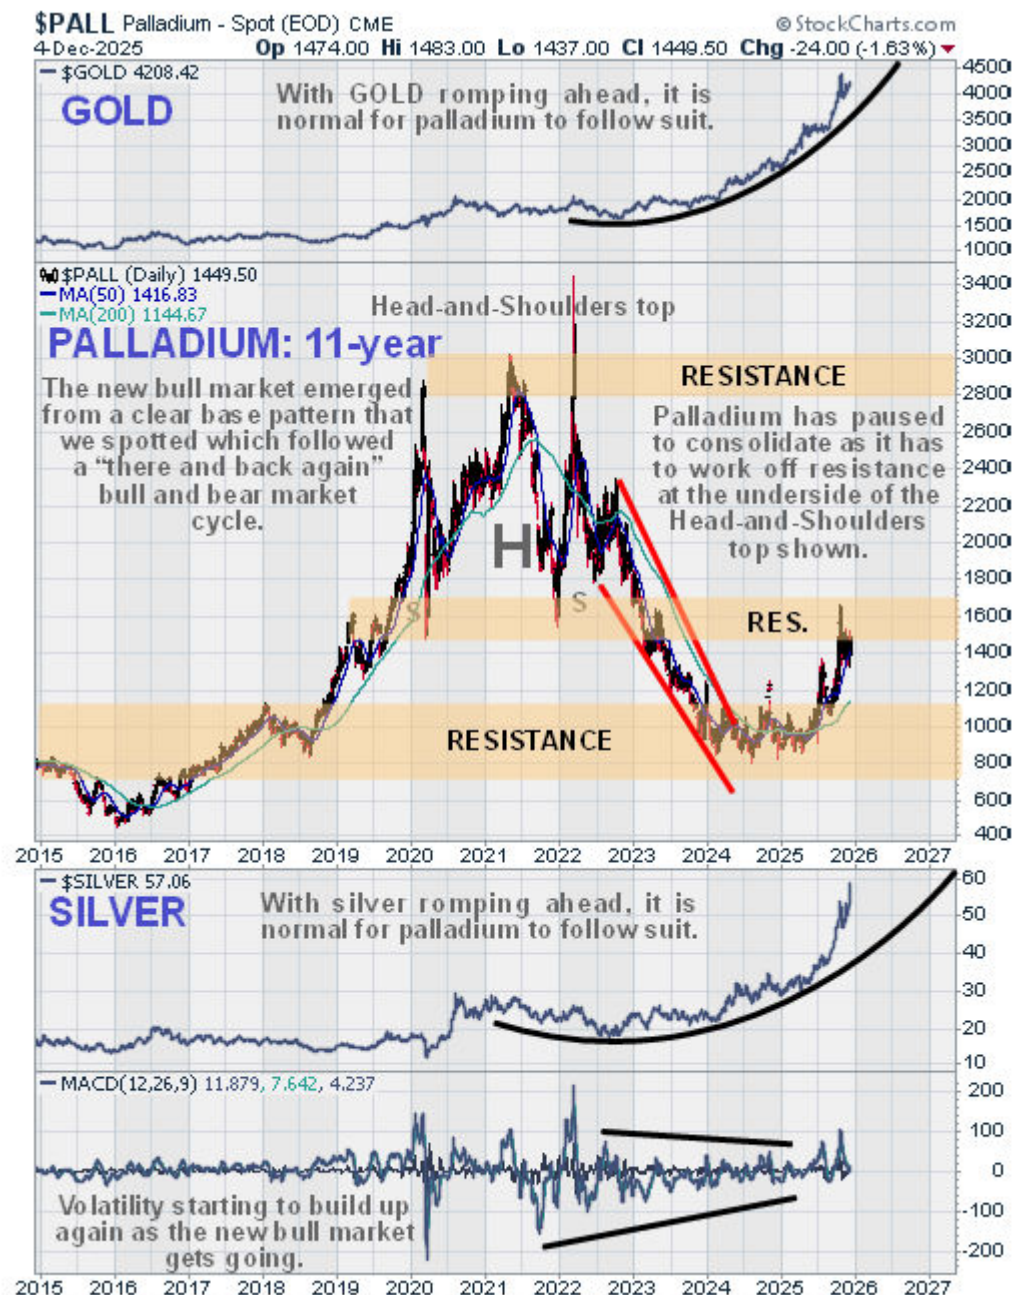 $PALL Palladium - Spot (EOD) CME © StockCharts.com
4-Dec-2025 Op 1474.00 Hi 1483.00 Lo 1437.00 Cl 1449.50 Chg -24.00 (-1.63%)
$GOLD 4208.42
GOLD
With GOLD romping ahead, it is
normal for palladium to follow suit.
4500
4000
3500
3000
2500
2000
1500
1000
$PALL (Daily) 1449.50
MA(50) 1416.83
MA(200) 1144.67
Head-and-Shoulders top
PALLADIUM: 11-year
The new bull market emerged
from a clear base pattern that
we spotted which followed
a “there and back again”
bull and bear market
cycle.
RESISTANCE
Palladium has paused
to consolidate as it has
to work off resistance
at the underside of the
Head-and-Shoulders
top shown.
H
S
S
RES.
RESISTANCE
3400
3200
3000
2800
2600
2400
2200
2000
1800
1600
1400
1200
1000
800
600
400
2015 2016 2017 2018 2019 2020 2021 2022 2023 2024 2025 2026 2027
$SILVER 57.06
SILVER
With silver romping ahead, it is
normal for palladium to follow suit.
60
50
40
30
20
10
MACD(12,26,9) 11.879, 7.642, 4.237
Volatility starting to build up
again as the new bull market
gets going.
200
100
0
-100
-200
2015 2016 2017 2018 2019 2020 2021 2022 2023 2024 2025 2026 2027